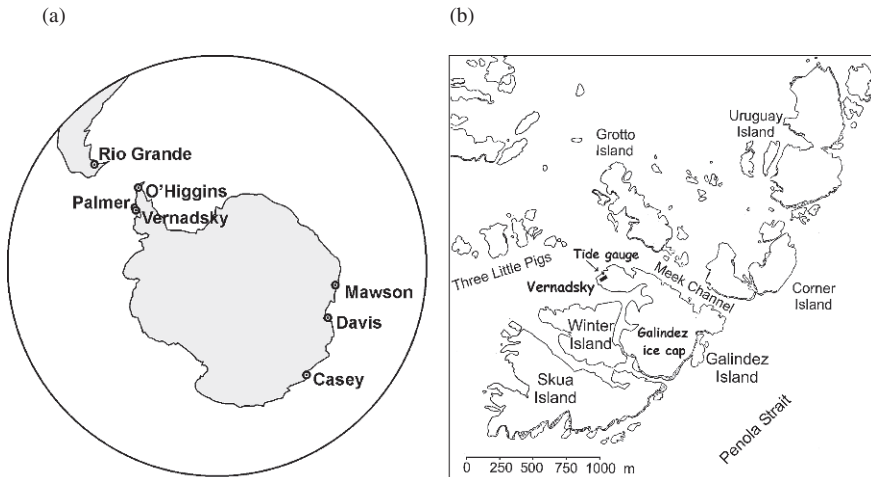 (a)
(b)
Rio Grande
O'Higgins
Palmer
Vernadsky
Mawson
Davis
Casey
Uruguay
Island
Grotto
Island
Three Little Pigs
Tide gauge
Vernadsky
Meek Channel
Corner
Island
Winter
Island
Galindez
ice cap
Galindez
Island
Skua
Island
Penola Strait
0 250 500 750 1000 m